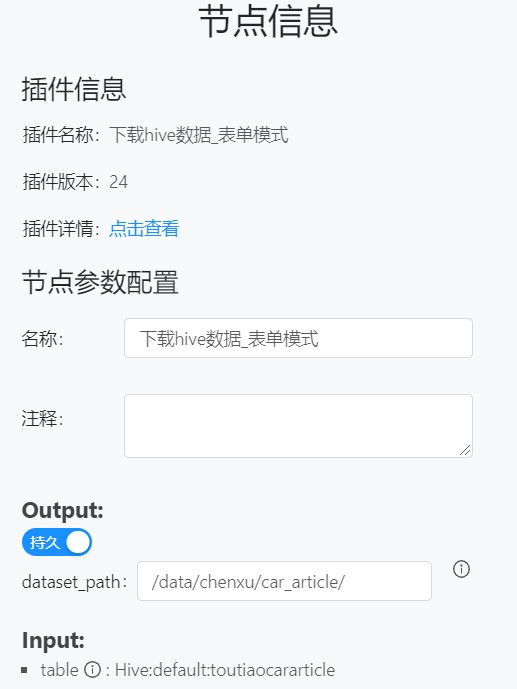 节点信息
插件信息
插件名称：下载hive数据_表单模式
插件版本：24
插件详情：点击查看
节点参数配置
名称： 下载hive数据_表单模式
注释：
Output:
持久
dataset_path： /data/chenxu/car_article/
Input:
table : Hive:default:toutiaocararticle